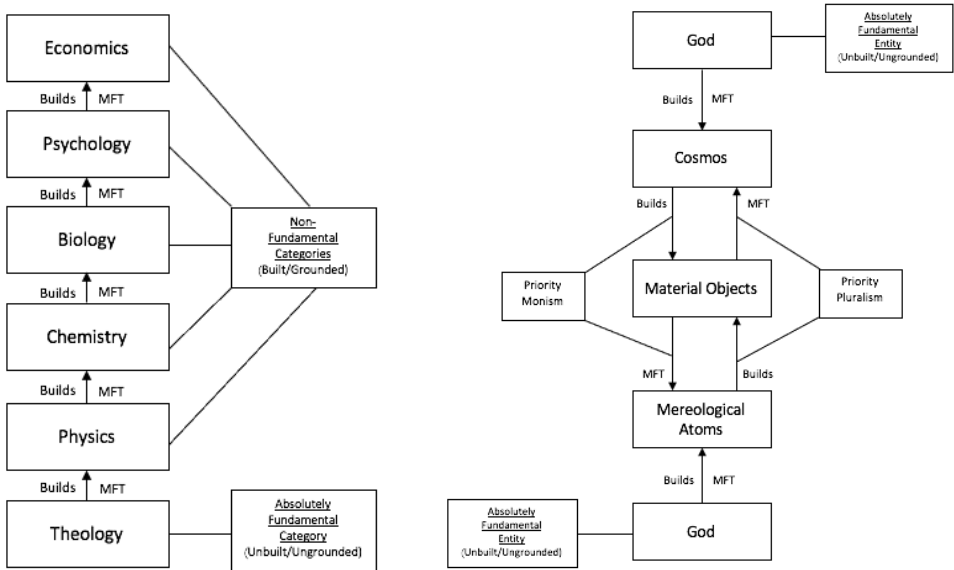 Economics
Builds MFT
Psychology
Builds MFT
Biology
Builds MFT
Chemistry
Builds MFT
Physics
Builds MFT
Theology
Non-
Fundamental
Categories
(Built/Grounded)
Absolutely
Fundamental
Category
(Unbuilt/Ungrounded)
God
Absolutely
Fundamental
Entity
(Unbuilt/Ungrounded)
Builds MFT
Cosmos
Builds MFT
Priority
Monism
Material Objects
Priority
Pluralism
MFT Builds
Mereological
Atoms
Builds MFT
Absolutely
Fundamental
Entity
(Unbuilt/Ungrounded)
God